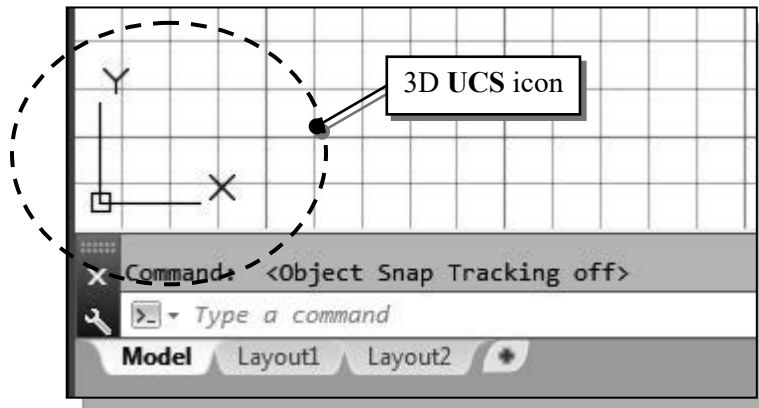 Y
3D UCS icon
X
Command: <Object Snap Tracking off>
Type a command
Model Layout1 Layout2